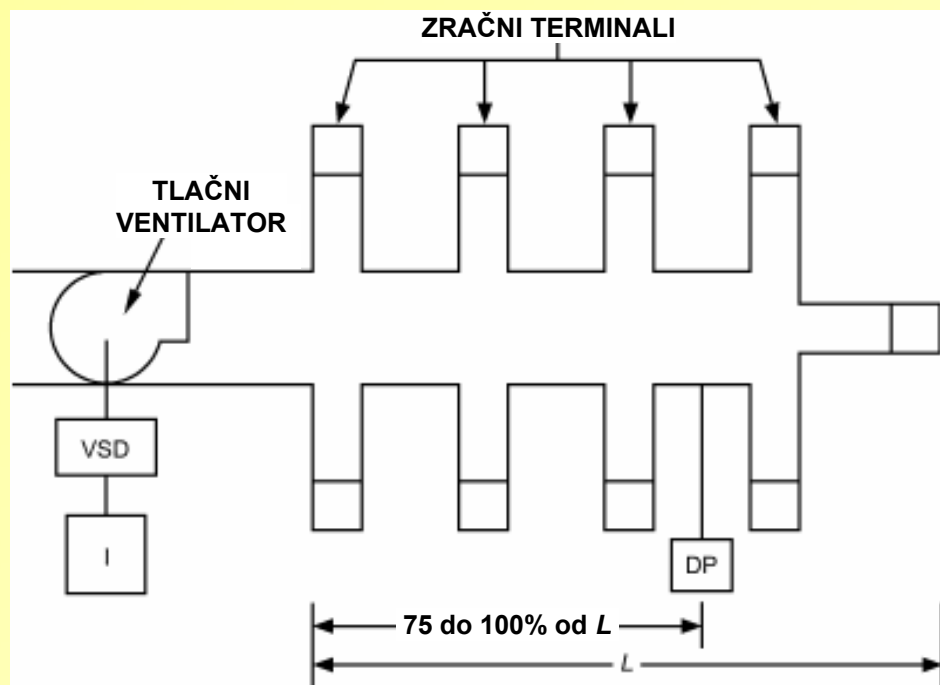 ZRAČNI TERMINALI
TLAČNI
VENTILATOR
VSD
I
DP
75 do 100% od L
L